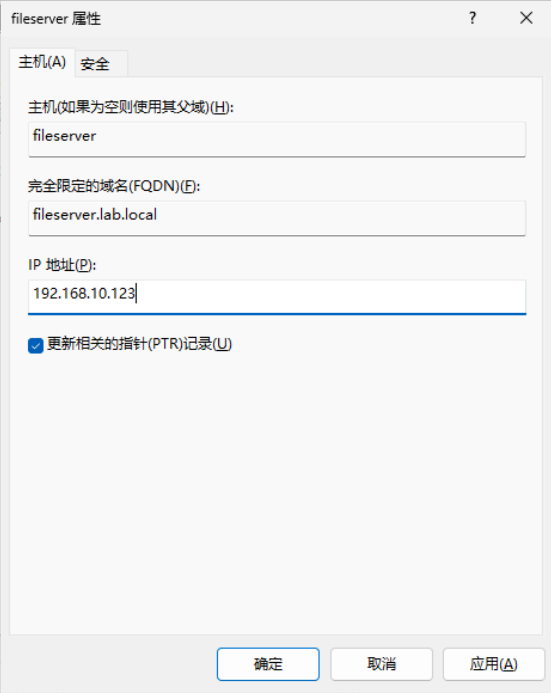 fileserver 属性
?
主机(A) 安全
主机(如果为空则使用其父域)(H):
fileserver
完全限定的域名(FQDN)(F):
fileserver.lab.local
IP 地址(P):
192.168.10.123
更新相关的指针(PTR)记录(U)
确定 取消 应用(A)